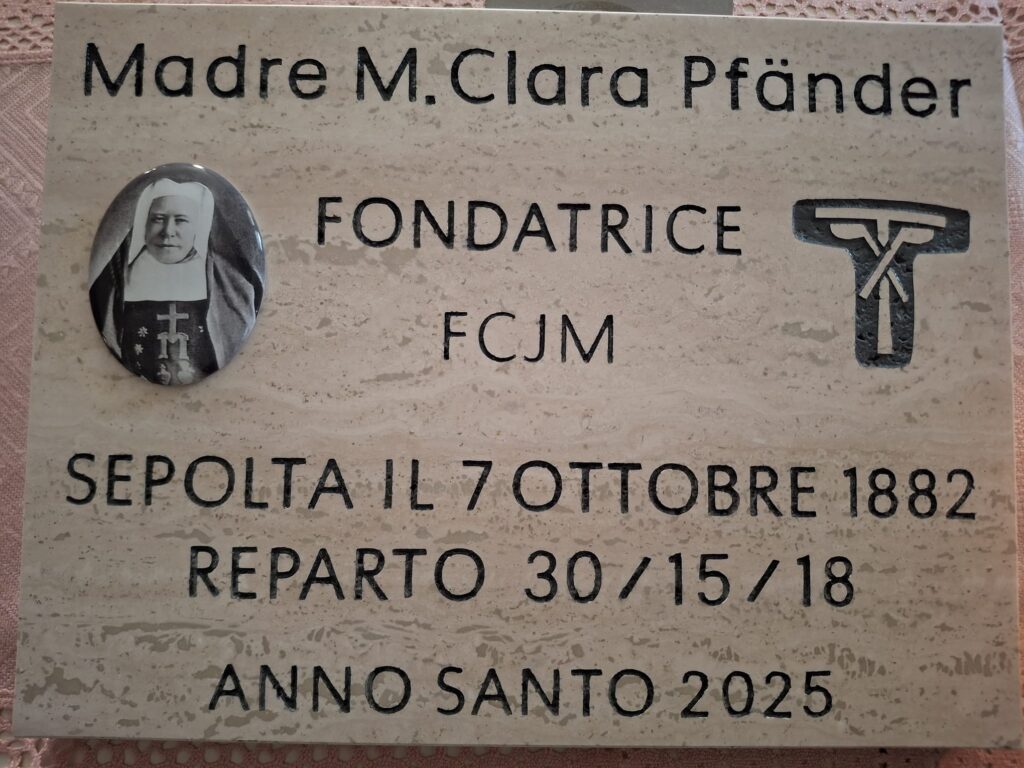 Madre M. Clara Pfänder
FONDATRICE
FCJM
SEPOLTA IL 7 OTTOBRE 1882
REPARTO 30/15/18
ANNO SANTO 2025